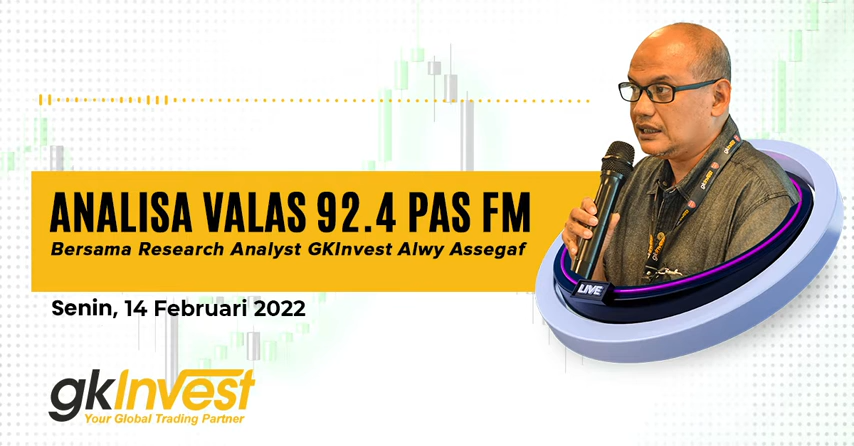 ANALISA VALAS 92.4 PAS FM
Bersama Research Analyst GKInvest Alwy Assegaf
Senin, 14 Februari 2022
LIVE
gkInvest
Your Global Trading Partner